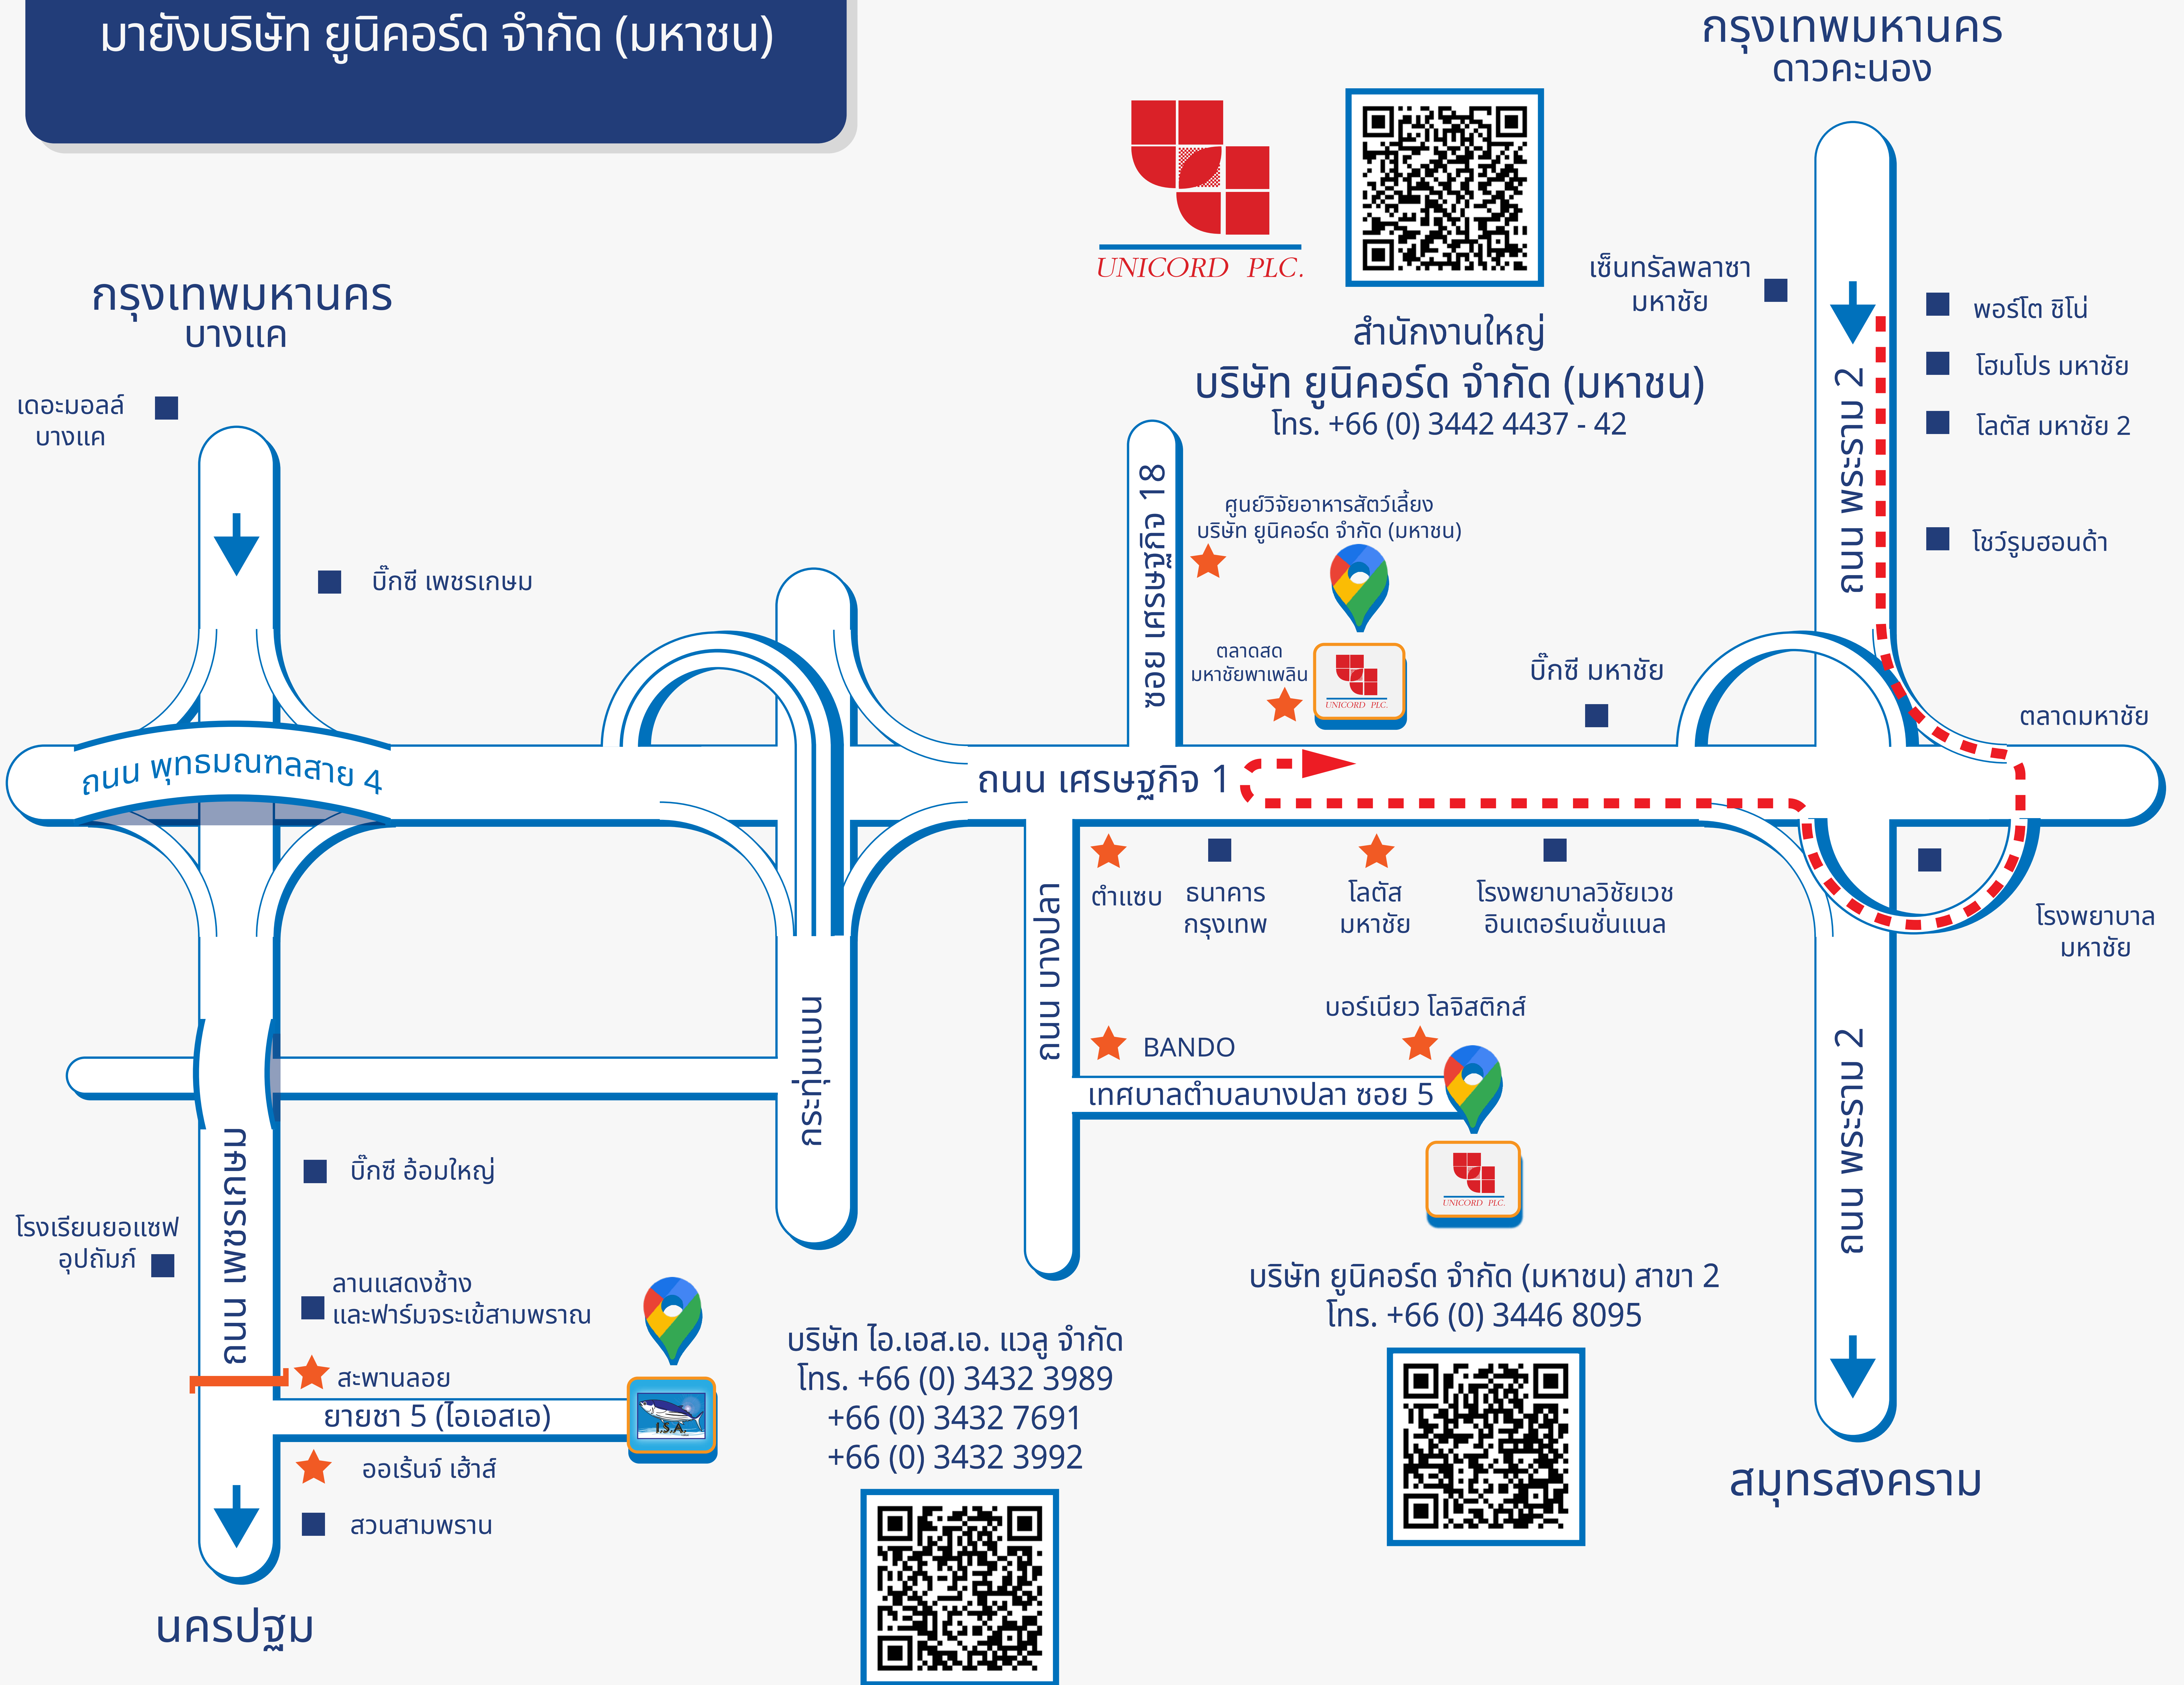 มายังบริษัท ยูนิคอร์ด จำกัด (มหาชน)
กรุงเทพมหานคร
ดาวคะนอง
UNICORD PLC.
เซ็นทรัลพลาซา
มหาชัย
พอร์โต ชิโน่
โฮมโปร มหาชัย
โลตัส มหาชัย 2
โชว์รูมฮอนด้า
ถนน พระราม 2
กรุงเทพมหานคร
บางแค
เดอะมอลล์
บางแค
บิ๊กซี เพชรเกษม
สำนักงานใหญ่
บริษัท ยูนิคอร์ด จำกัด (มหาชน)
โทร. +66 (0) 3442 4437 - 42
ซอย เศรษฐกิจ 18
ศูนย์วิจัยอาหารสัตว์เลี้ยง
บริษัท ยูนิคอร์ด จำกัด (มหาชน)
ตลาดสด
มหาชัยพาเพลิน
UNICORD PLC.
บิ๊กซี มหาชัย
ตลาดมหาชัย
ถนน พุทธมณฑลสาย 4
ถนน เศรษฐกิจ 1
ตำแซบ
ธนาคาร
กรุงเทพ
โลตัส
มหาชัย
โรงพยาบาลวิชัยเวช
อินเตอร์เนชั่นแนล
โรงพยาบาล
มหาชัย
ถนน บางปลา
กระทุ่มแบน
บอร์เนียว โลจิสติกส์
BANDO
เทศบาลตำบลบางปลา ซอย 5
UNICORD PLC.
ถนน พระราม 2
บริษัท ยูนิคอร์ด จำกัด (มหาชน) สาขา 2
โทร. +66 (0) 3446 8095
ถนน เพชรเกษม
บิ๊กซี อ้อมใหญ่
โรงเรียนยอแซฟ
อุปถัมภ์
ลานแสดงช้าง
และฟาร์มจระเข้สามพราณ
สะพานลอย
ยายชา 5 (ไอเอสเอ)
I.S.A.
ออเร้นจ์ เฮ้าส์
สวนสามพราน
บริษัท ไอ.เอส.เอ. แวลู จำกัด
โทร. +66 (0) 3432 3989
+66 (0) 3432 7691
+66 (0) 3432 3992
สมุทรสงคราม
นครปฐม